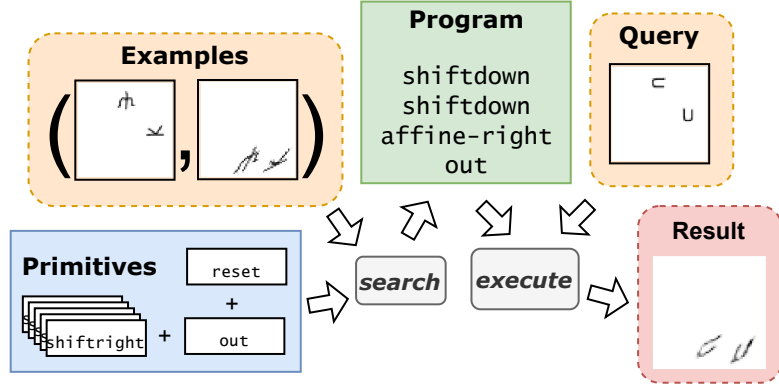 Examples
( , )
Program
shiftdown
shiftdown
affine-right
out
Query
Primitives
reset
+
shiftright + out
search
execute
Result